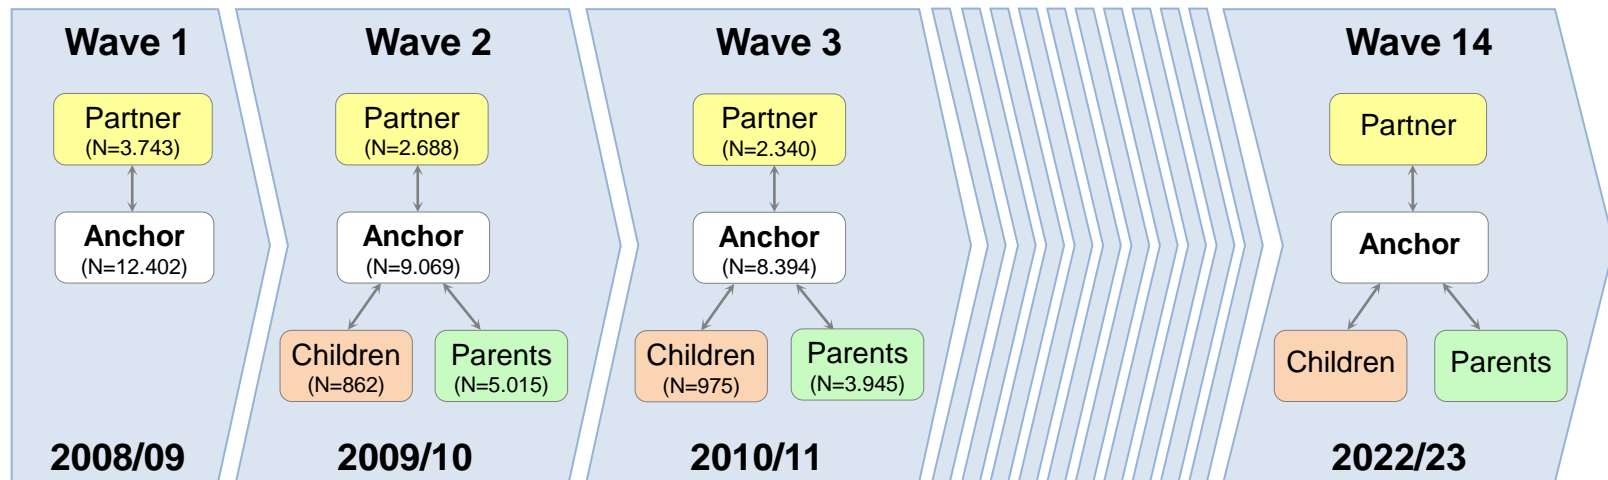 Wave 1
Partner
(N=3.743)
Anchor
(N=12.402)
2008/09
Wave 2
Partner
(N=2.688)
Anchor
(N=9.069)
Children
(N=862)
Parents
(N=5.015)
2009/10
Wave 3
Partner
(N=2.340)
Anchor
(N=8.394)
Children
(N=975)
Parents
(N=3.945)
2010/11
Wave 14
Partner
Anchor
Children
Parents
2022/23